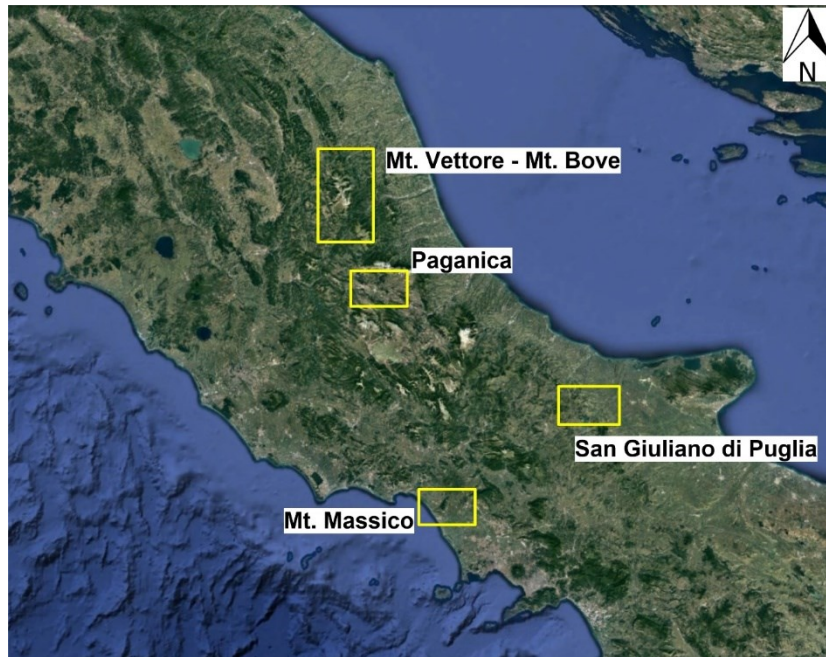 N
Mt. Vettore - Mt. Bove
Paganica
San Giuliano di Puglia
Mt. Massico